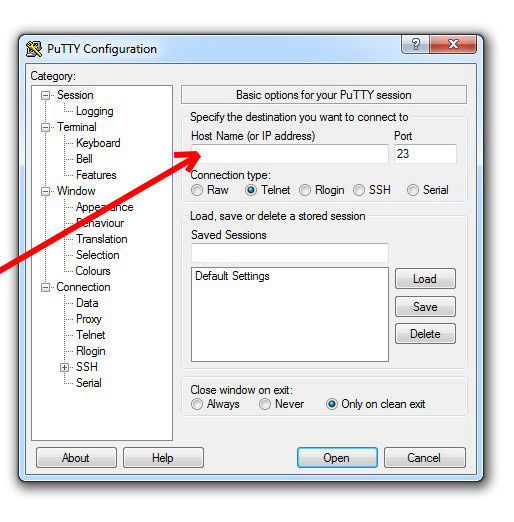 PuTTY Configuration
?
X
Category:
Session
Logging
Terminal
Keyboard
Bell
Features
Window
Appearance
Behaviour
Translation
Selection
Colours
Connection
Data
Proxy
Telnet
Rlogin
SSH
Serial
Basic options for your PuTTY session
Specify the destination you want to connect to
Host Name (or IP address) Port
23
Connection type:
Raw Telnet Rlogin SSH Serial
Load, save or delete a stored session
Saved Sessions
Default Settings
Load
Save
Delete
Close window on exit:
Always Never Only on clean exit
About Help Open Cancel